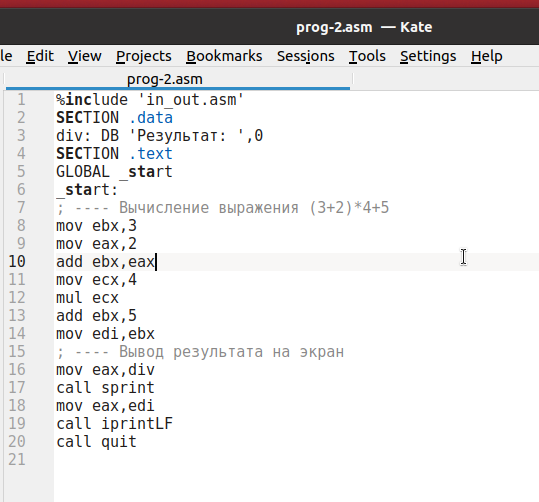 prog-2.asm — Kate
le Edit View Projects Bookmarks Sessions Tools Settings Help
prog-2.asm
1 %include 'in_out.asm'
2 SECTION .data
3 div: DB 'Результат: ',0
4 SECTION .text
5 GLOBAL _start
6 _start:
7 ; ---- Вычисление выражения (3+2)*4+5
8 mov ebx,3
9 mov eax,2
10 add ebx,eax
11 mov ecx,4
12 mul ecx
13 add ebx,5
14 mov edi,ebx
15 ; ---- Вывод результата на экран
16 mov eax,div
17 call sprint
18 mov eax,edi
19 call iprintLF
20 call quit
21